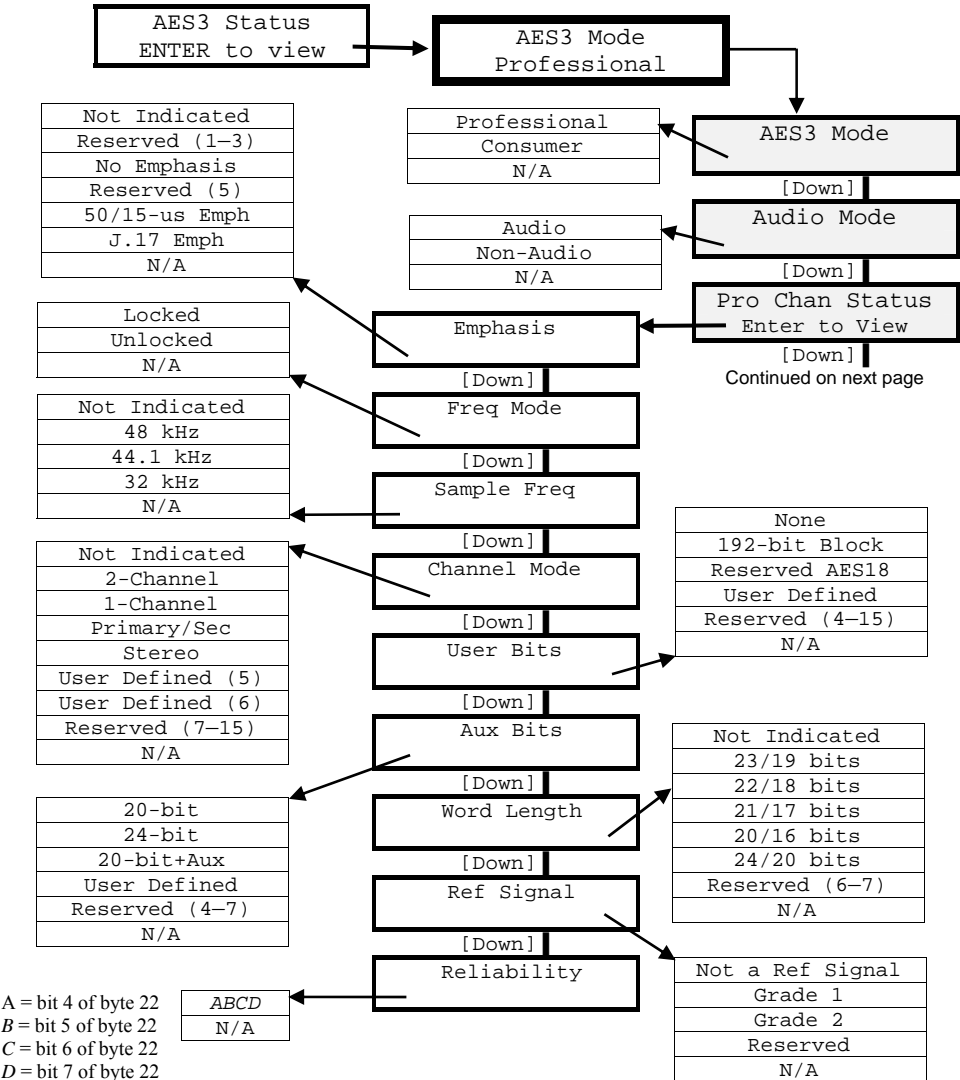 AES3 Status
ENTER to view
AES3 Mode
Professional
AES3 Mode
[Down]
Audio Mode
[Down]
Pro Chan Status
Enter to View
[Down]
Continued on next page
Professional
Consumer
N/A
Audio
Non-Audio
N/A
Not Indicated
Reserved (1—3)
No Emphasis
Reserved (5)
50/15-us Emph
J.17 Emph
N/A
Locked
Unlocked
N/A
Not Indicated
48 kHz
44.1 kHz
32 kHz
N/A
Not Indicated
2-Channel
1-Channel
Primary/Sec
Stereo
User Defined (5)
User Defined (6)
Reserved (7—15)
N/A
20-bit
24-bit
20-bit+Aux
User Defined
Reserved (4—7)
N/A
Emphasis
[Down]
Freq Mode
[Down]
Sample Freq
[Down]
Channel Mode
[Down]
User Bits
[Down]
Aux Bits
[Down]
Word Length
[Down]
Ref Signal
[Down]
Reliability
None
192-bit Block
Reserved AES18
User Defined
Reserved (4—15)
N/A
Not Indicated
23/19 bits
22/18 bits
21/17 bits
20/16 bits
24/20 bits
Reserved (6—7)
N/A
Not a Ref Signal
Grade 1
Grade 2
Reserved
N/A
ABCD
N/A
A = bit 4 of byte 22
B = bit 5 of byte 22
C = bit 6 of byte 22
D = bit 7 of byte 22